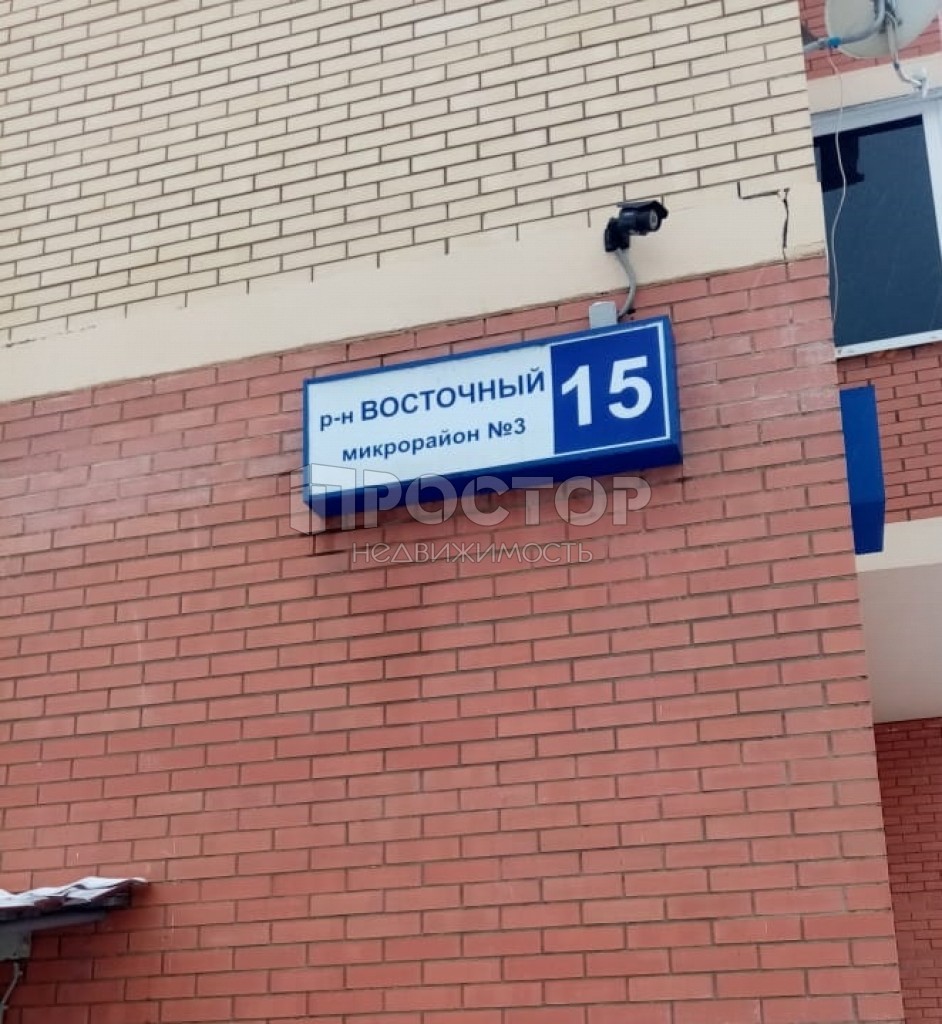 р-н ВОСТОЧНЫЙ
микрорайон №3
15
ПРОСТОР
НЕДВИЖИМОСТЬ